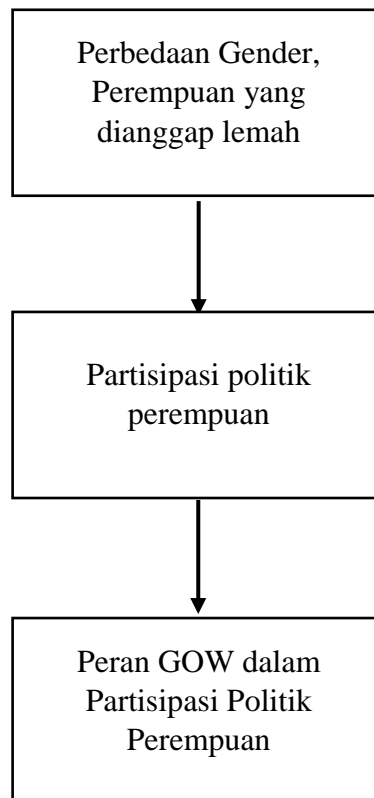 Perbedaan Gender,
Perempuan yang
dianggap lemah
Partisipasi politik
perempuan
Peran GOW dalam
Partisipasi Politik
Perempuan